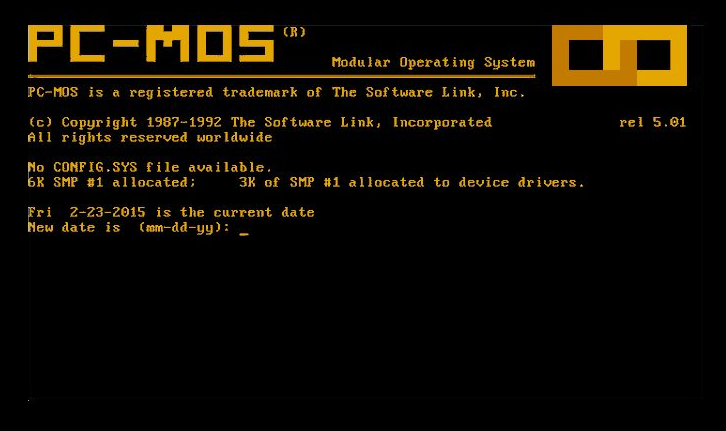 PC-MOS (R)
Modular Operating System
PC-MOS is a registered trademark of The Software Link, Inc.
(c) Copyright 1987-1992 The Software Link, Incorporated rel 5.01
All rights reserved worldwide
No CONFIG.SYS file available.
6K SMP #1 allocated; 3K of SMP #1 allocated to device drivers.
Fri 2-23-2015 is the current date
New date is (mm-dd-yy): _